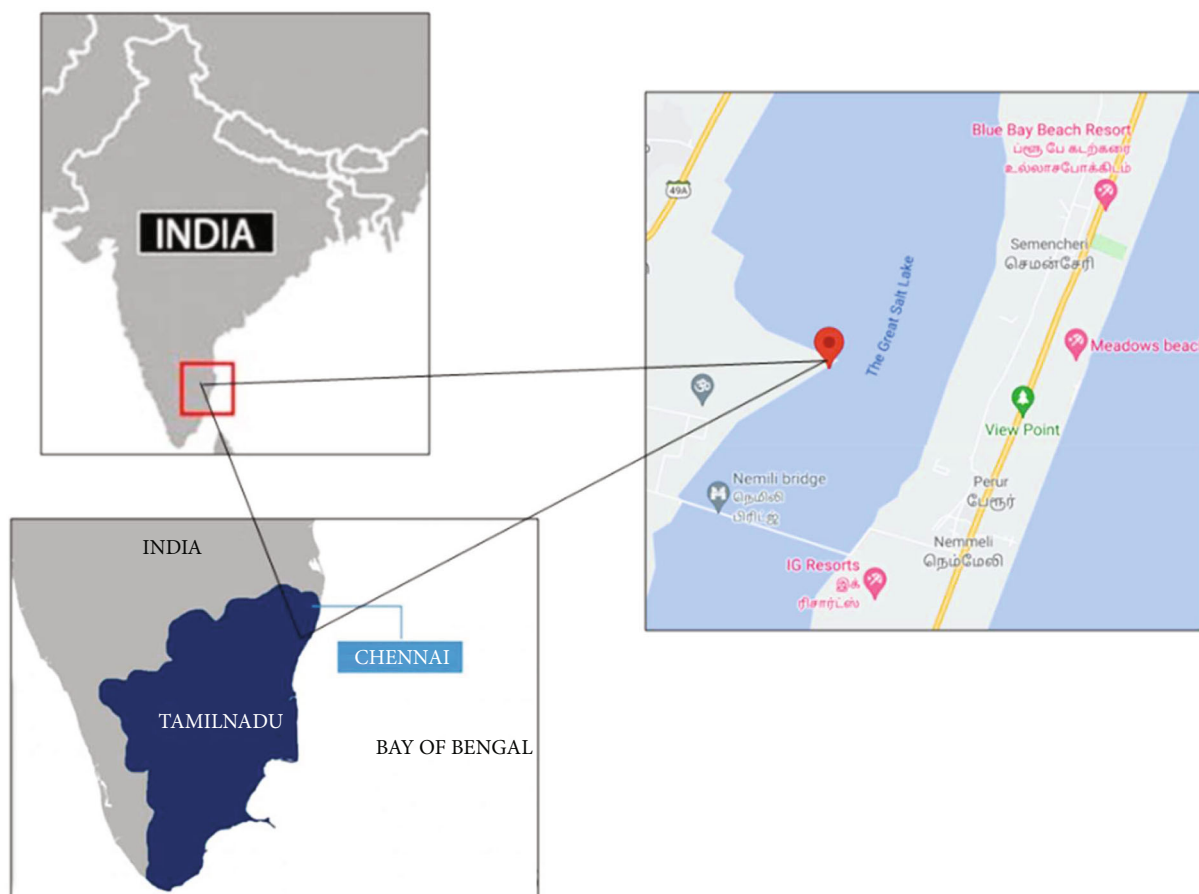 INDIA
Blue Bay Beach Resort
ப்ளூ பே கடற்கரை
உல்லாசபோக்கிடம்
49A
Semencheri
செமன்சேரி
The Great Salt Lake
Meadows beach
View Point
Nemili bridge
நெமிலி
பிரிட்ஜ்
Perur
பேரூர்
Nemmeli
நெம்மேலி
IG Resorts
இக்
ரிசார்ட்ஸ்
INDIA
CHENNAI
TAMILNADU
BAY OF BENGAL